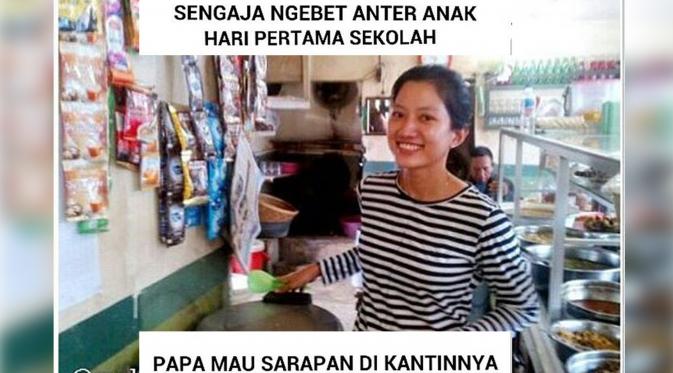 SENGAJA NGEBET ANTER ANAK
HARI PERTAMA SEKOLAH
PAPA MAU SARAPAN DI KANTINNYA